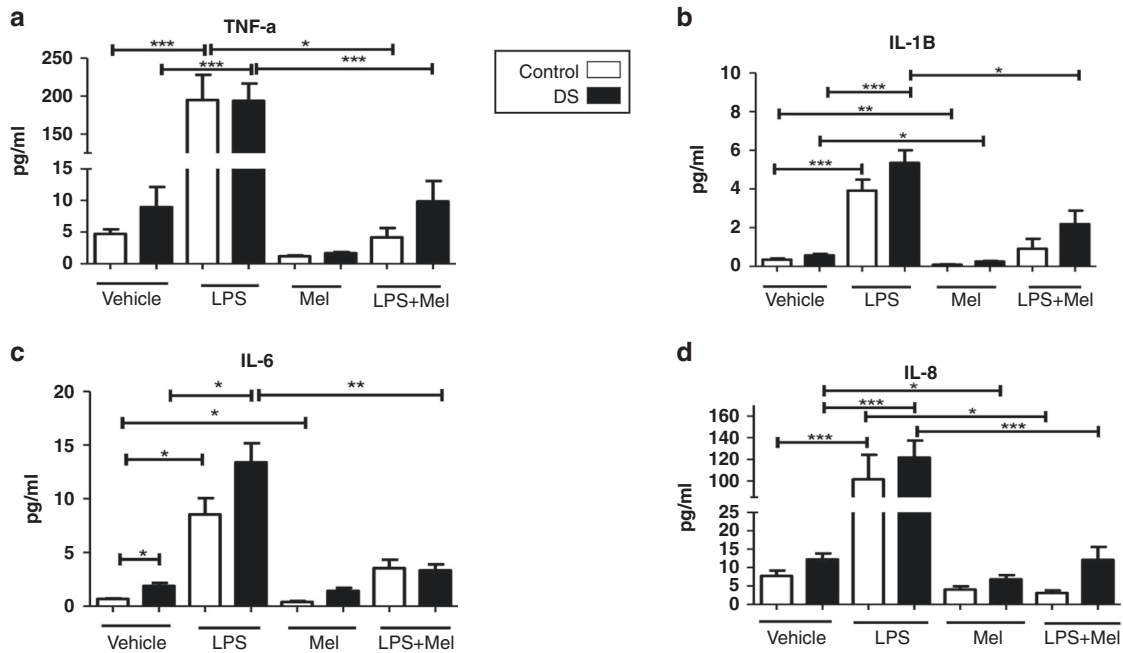 a
TNF-a
*** *
*** ***
250
200
150
100
15
10
5
0
pg/ml
Vehicle LPS Mel LPS+Mel
Control
DS
b
IL-1B
*
***
**
*
***
10
8
6
4
2
0
pg/ml
Vehicle LPS Mel LPS+Mel
c
IL-6
* **
*
*
*
20
15
10
5
0
pg/ml
Vehicle LPS Mel LPS+Mel
d
IL-8
*
***
*
***
***
160
140
120
100
25
20
15
10
5
0
pg/ml
Vehicle LPS Mel LPS+Mel